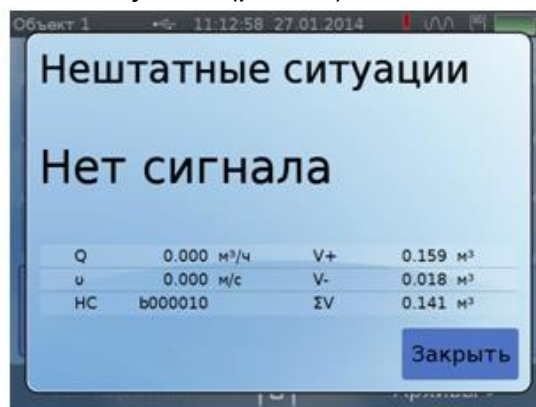 Объект 1 11:12:58 27.01.2014
Нештатные ситуации
Нет сигнала
Q 0.000 м³/ч V+ 0.159 м³
υ 0.000 м/с V- 0.018 м³
НС b000010 ΣV 0.141 м³
Закрыть